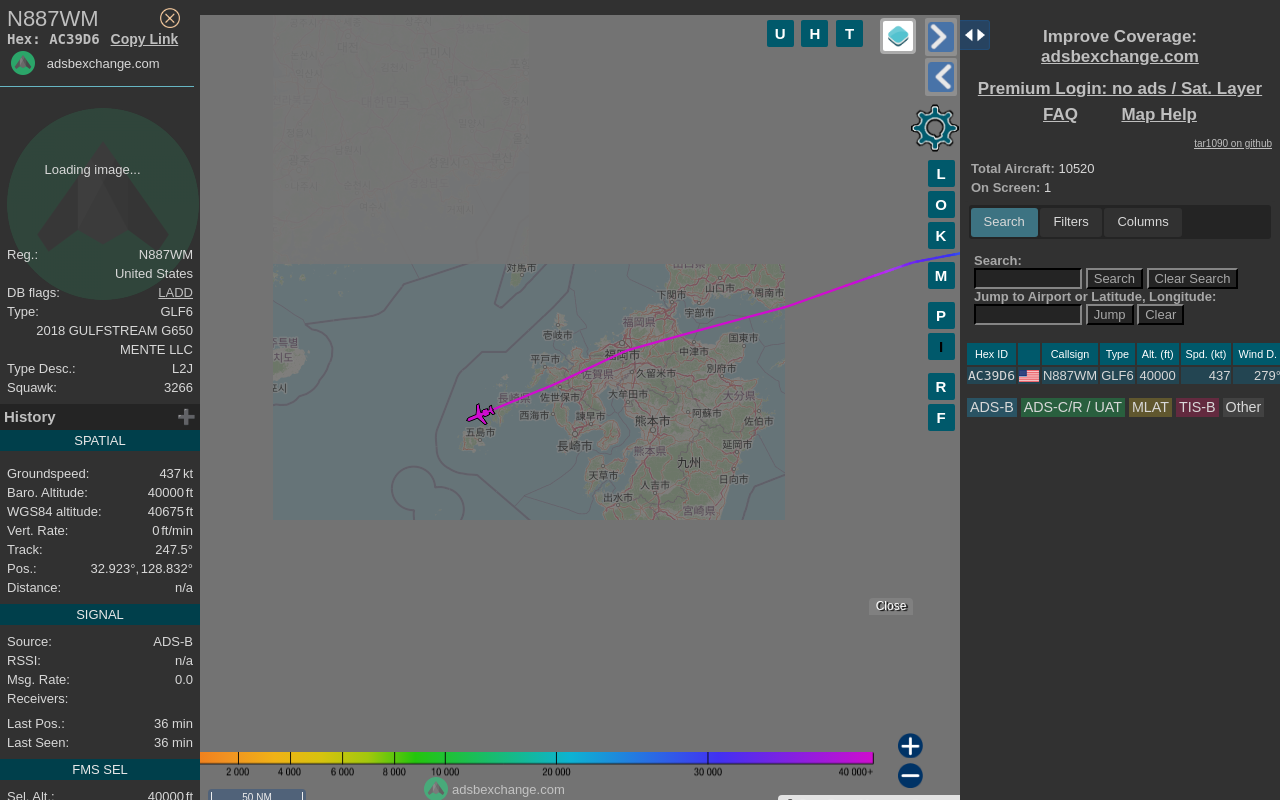 N887WM
Hex: AC39D6 Copy Link
adsbexchange.com
Loading image...
Reg.: N887WM
United States
DB flags: LADD
Type: GLF6
2018 GULFSTREAM G650
MENTE LLC
Type Desc.: L2J
Squawk: 3266
History
SPATIAL
Groundspeed: 437 kt
Baro. Altitude: 40000 ft
WGS84 altitude: 40675 ft
Vert. Rate: 0 ft/min
Track: 247.5°
Pos.: 32.923°, 128.832°
Distance: n/a
SIGNAL
Source: ADS-B
RSSI: n/a
Msg. Rate: 0.0
Receivers:
Last Pos.: 36 min
Last Seen: 36 min
FMS SEL
Sel. Alt.: 40000 ft
U H T
L
O
K
M
P
I
R
F
対馬市
山口県
下関市
山口市
周南市
宇部市
福岡県
壱岐市
国東市
平戸市
福岡市
中津市
佐賀県
久留米市
別府市
長崎県
佐世保市
大牟田市
大分県
西海市
諫早市
熊本市
阿蘇市
佐伯市
五島市
長崎市
延岡市
熊本県
九州
天草市
日向市
人吉市
出水市
宮崎県
Close
2 000 4 000 6 000 8 000 10 000 20 000 30 000 40 000+
adsbexchange.com
50 NM
Improve Coverage:
adsbexchange.com
Premium Login: no ads / Sat. Layer
FAQ Map Help
tar1090 on github
Total Aircraft: 10520
On Screen: 1
Search Filters Columns
Search:
Search Clear Search
Jump to Airport or Latitude, Longitude:
Jump Clear
Hex ID Callsign Type Alt. (ft) Spd. (kt) Wind D.
AC39D6 N887WM GLF6 40000 437 279°
ADS-B ADS-C/R / UAT MLAT TIS-B Other